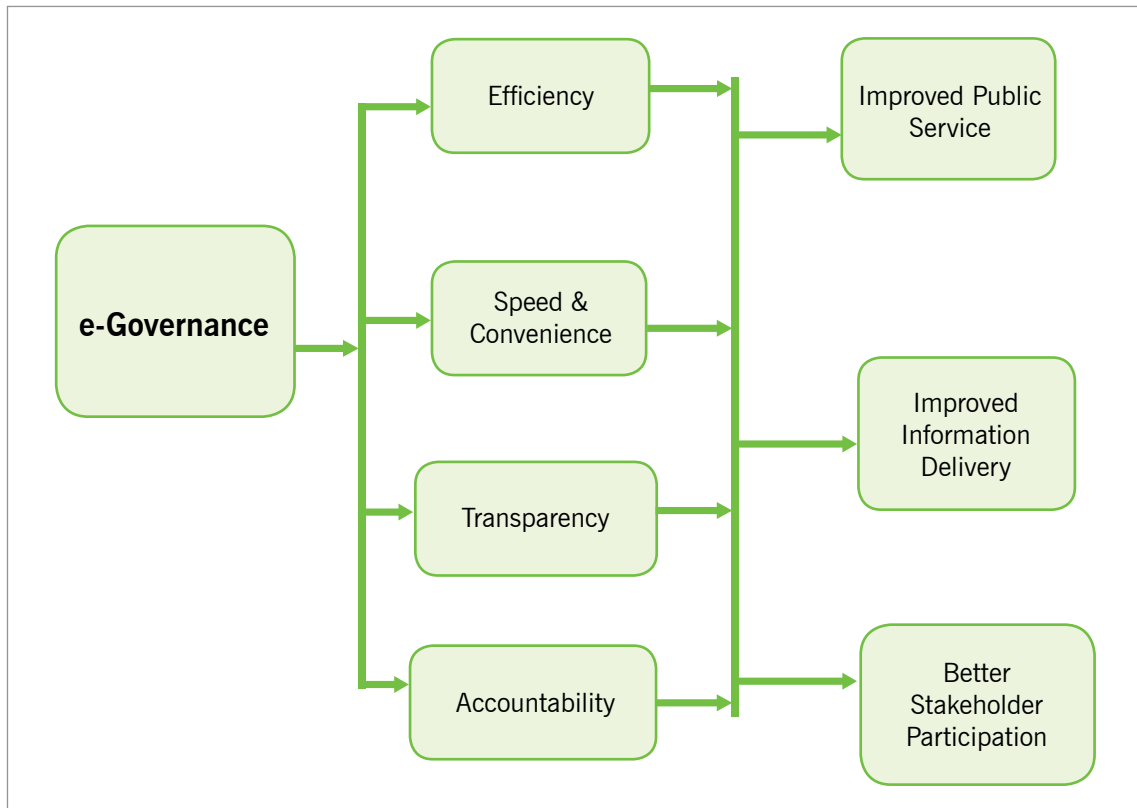 e-Governance
Efficiency
Speed &
Convenience
Transparency
Accountability
Improved Public
Service
Improved
Information
Delivery
Better
Stakeholder
Participation